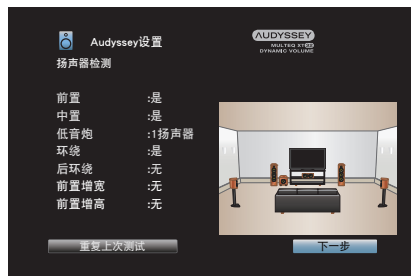 Audyssey设置
AUDYSSEY
MULTEQ XT32
DYNAMIC VOLUME
扬声器检测
前置 :是
中置 :是
低音炮 :1扬声器
环绕 :是
后环绕 :无
前置增宽 :无
前置增高 :无
重复上次测试
下一步